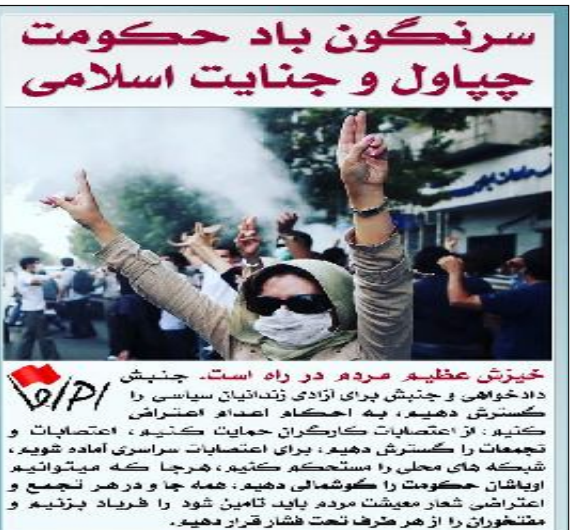 سرنگون باد حکومت
چپاول و جنایت اسلامی
خیزش عظیم مردم در راه است. جنبش
دادخواهی و جنبش برای آزادی زندانیان سیاسی را
گسترش دهیم، به احکام اعدام اعتراض
کنیم، از اعتصابات کارگران حمایت کنیم، اعتصابات و
تجمعات را گسترش دهیم، برای اعتصابات سراسری آماده شویم،
شبکه های محلی را مستحکم کنیم، هرجا که میتوانیم
اوباشان حکومت را گوشمالی دهیم، همه جا و در هر تجمع و
اعتراضی شعار معیشت مردم باید تامین شود را فریاد بزنیم و
مفتخوران را از هر طرف تحت فشار قرار دهیم.